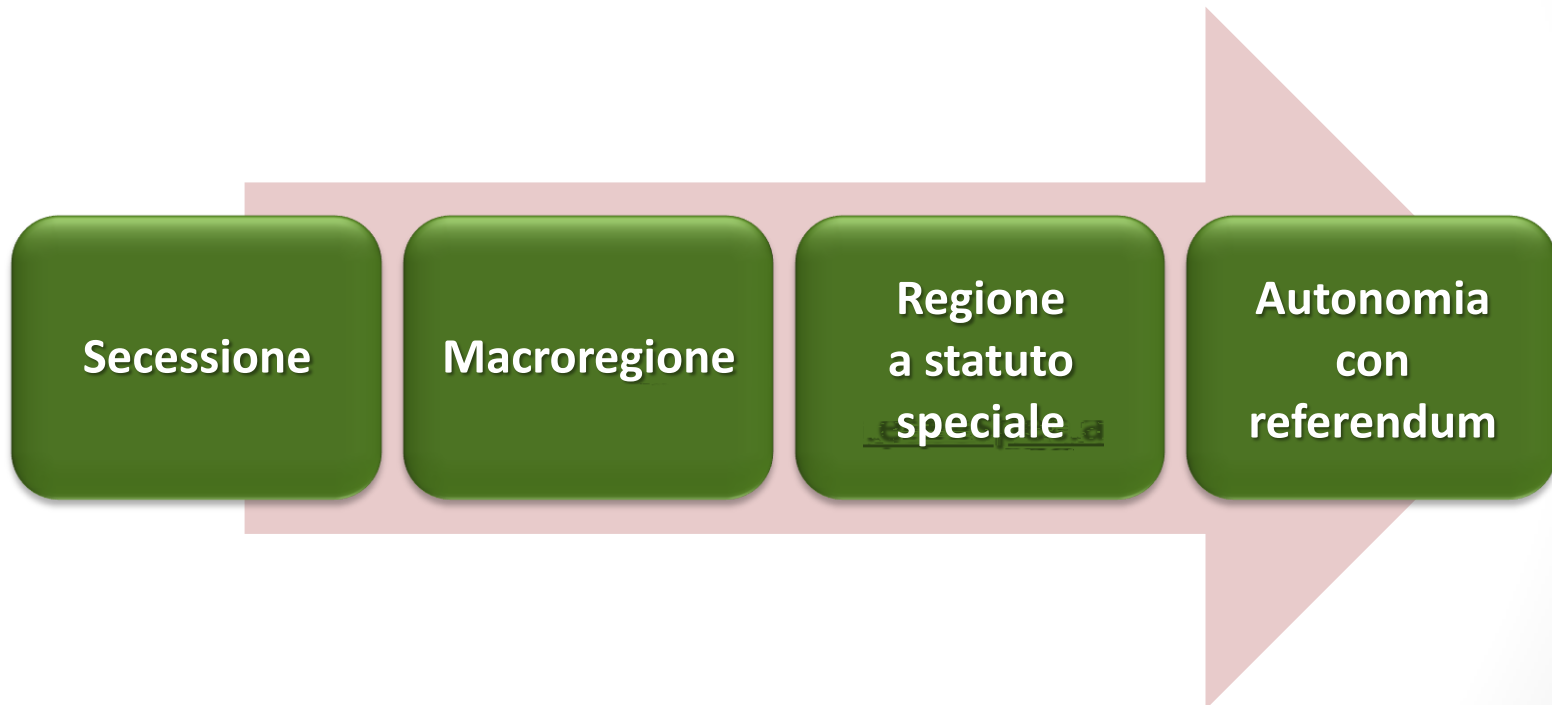 Secessione
Macroregione
Regione
a statuto
speciale
Autonomia
con
referendum